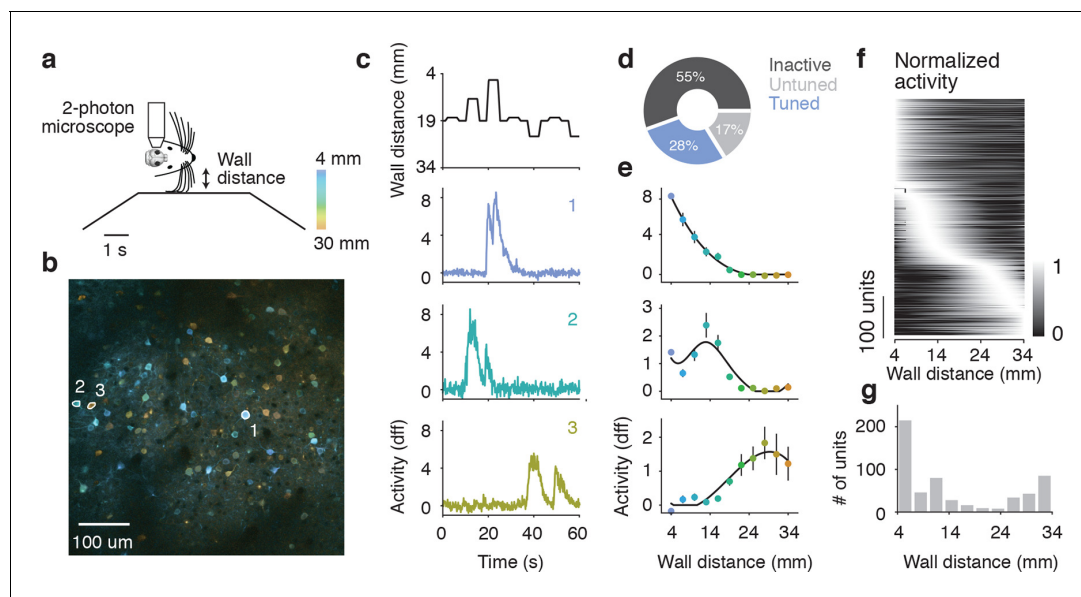 a
2-photon
microscope
Wall
distance
4 mm
30 mm
1 s
b
2
3
1
100 um
c
Wall distance (mm)
4
19
34
8
4
0
1
8
4
0
2
8
4
0
3
Activity (dff)
0
20
40
60
Time (s)
d
55%
17%
28%
Inactive
Untuned
Tuned
e
8
4
0
3
2
1
0
2
1
0
Activity (dff)
4
14
24
34
Wall distance (mm)
f
Normalized
activity
100 units
1
0
4
14
24
34
Wall distance (mm)
g
# of units
200
100
0
4
14
24
34
Wall distance (mm)